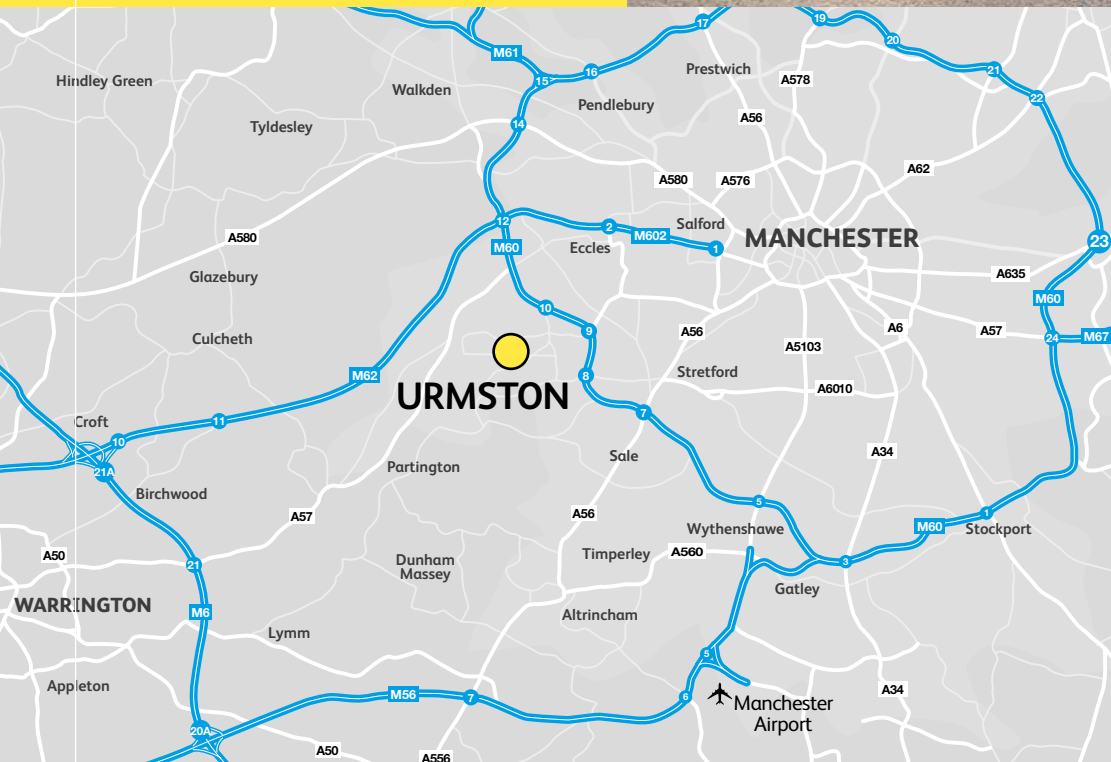 17
19
20
M61
15
16
Prestwich
21
Hindley Green
Walkden
A578
22
Pendlebury
A56
Tyldesley
14
A62
A580
A576
12
2
Salford
M602
1
MANCHESTER
23
A580
M60
Eccles
Glazebury
A635
M60
10
9
A56
A6
A57
24
M67
Culcheth
A5103
M62
8
Stretford
A6010
URMSTON
7
Croft
10
11
A34
21A
Partington
Sale
Birchwood
5
A57
A56
Wythenshawe
M60
1
Stockport
A50
21
Dunham
Massey
Timperley
A560
3
Gatley
WARRINGTON
M6
Altrincham
Lymm
5
Appleton
M56
7
6
Manchester
Airport
A34
20A
A50
A556